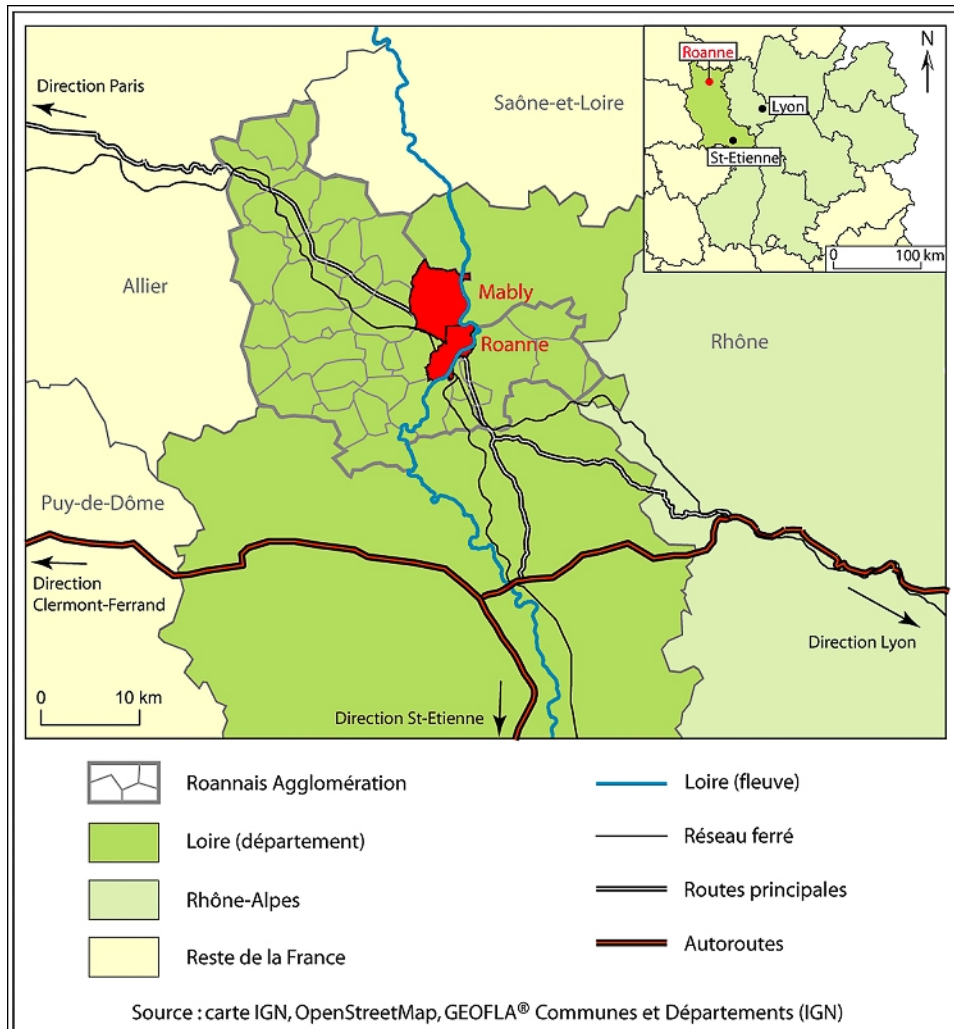 Direction Paris
Saône-et-Loire
Roanne
N
Lyon
St-Etienne
0 100 km
Allier
Mably
Roanne
Rhône
Puy-de-Dôme
Direction
Clermont-Ferrand
Direction Lyon
0 10 km
Direction St-Etienne
Roannais Agglomération
Loire (département)
Rhône-Alpes
Reste de la France
Loire (fleuve)
Réseau ferré
Routes principales
Autoroutes
Source : carte IGN, OpenStreetMap, GEOFLA® Communes et Départements (IGN)